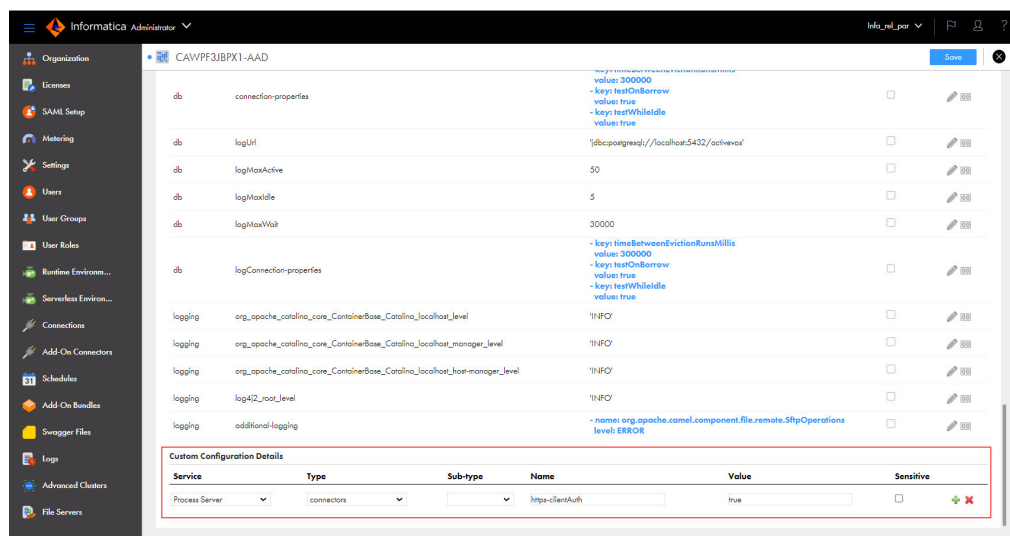 Informatica Administrator
Info_rel_par
Organization
Licenses
SAML Setup
Metering
Settings
Users
User Groups
User Roles
Runtime Environm...
Serverless Environ...
Connections
Add-On Connectors
31
Schedules
Add-On Bundles
Swagger Files
Logs
Advanced Clusters
File Servers
CAWPF3JBPX1-AAD
Save
- key: timeBetweenEvictionRunsMillis
value: 300000
- key: testOnBorrow
value: true
- key: testWhileIdle
value: true
db connection-properties
db logUrl 'jdbc:postgresql://localhost:5432/activevos'
db logMaxActive 50
db logMaxIdle 5
db logMaxWait 30000
- key: timeBetweenEvictionRunsMillis
value: 300000
- key: testOnBorrow
value: true
- key: testWhileIdle
value: true
db logConnection-properties
logging org_apache_catalina_core_ContainerBase_Catalina_localhost_level 'INFO'
logging org_apache_catalina_core_ContainerBase_Catalina_localhost_manager_level 'INFO'
logging org_apache_catalina_core_ContainerBase_Catalina_localhost_host-manager_level 'INFO'
logging log4j2_root_level 'INFO'
logging additional-logging - name: org.apache.camel.component.file.remote.SftpOperations
level: ERROR
Custom Configuration Details
Service Type Sub-type Name Value Sensitive
Process Server connectors https-clientAuth true